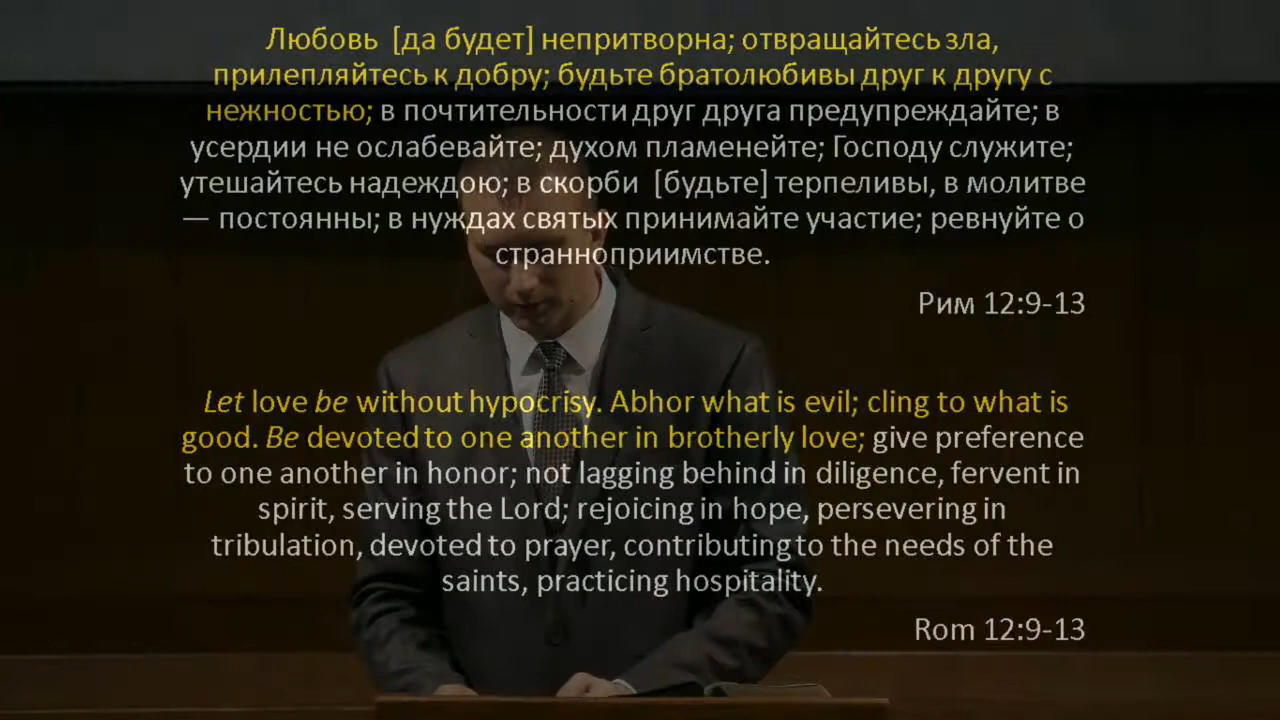 Любовь [да будет] непритворна; отвращайтесь зла,
прилепляйтесь к добру; будьте братолюбивы друг к другу с
нежностью; в почтительности друг друга предупреждайте; в
усердии не ослабевайте; духом пламенейте; Господу служите;
утешайтесь надеждою; в скорби [будьте] терпеливы, в молитве
— постоянны; в нуждах святых принимайте участие; ревнуйте о
странноприимстве.
Рим 12:9-13
Let love be without hypocrisy. Abhor what is evil; cling to what is
good. Be devoted to one another in brotherly love; give preference
to one another in honor; not lagging behind in diligence, fervent in
spirit, serving the Lord; rejoicing in hope, persevering in
tribulation, devoted to prayer, contributing to the needs of the
saints, practicing hospitality.
Rom 12:9-13